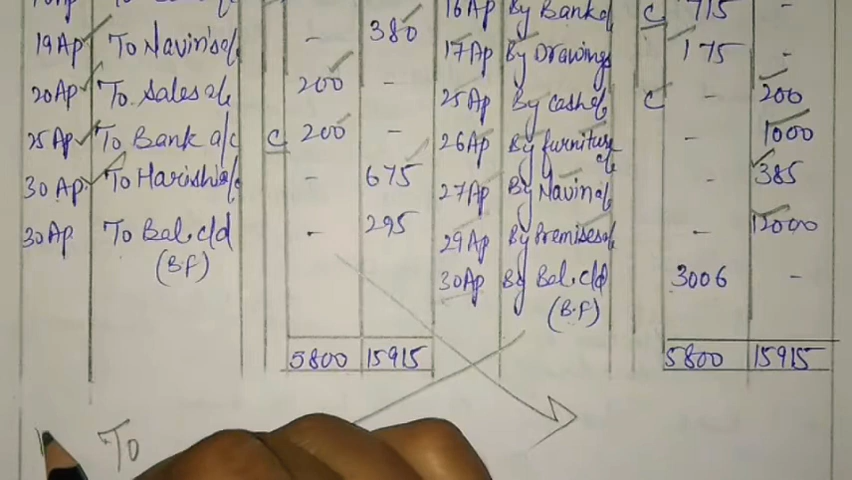 16Ap By Bank a/c C 715 -
19Ap To Navin's a/c - 380
17Ap By Drawings 175 -
20Ap To Sales a/c 200 -
25Ap By Cash a/c C - 200
25Ap To Bank a/c C 200 -
26Ap By furniture a/c - 1000
30Ap To Harish a/c - 675
27Ap By Navin a/c - 385
30Ap To Bal. c/d - 295
(B.F)
29Ap By Premises a/c - 12000
30Ap By Bal. c/d 3006 -
(B.F)
5800 15915
5800 15915
To